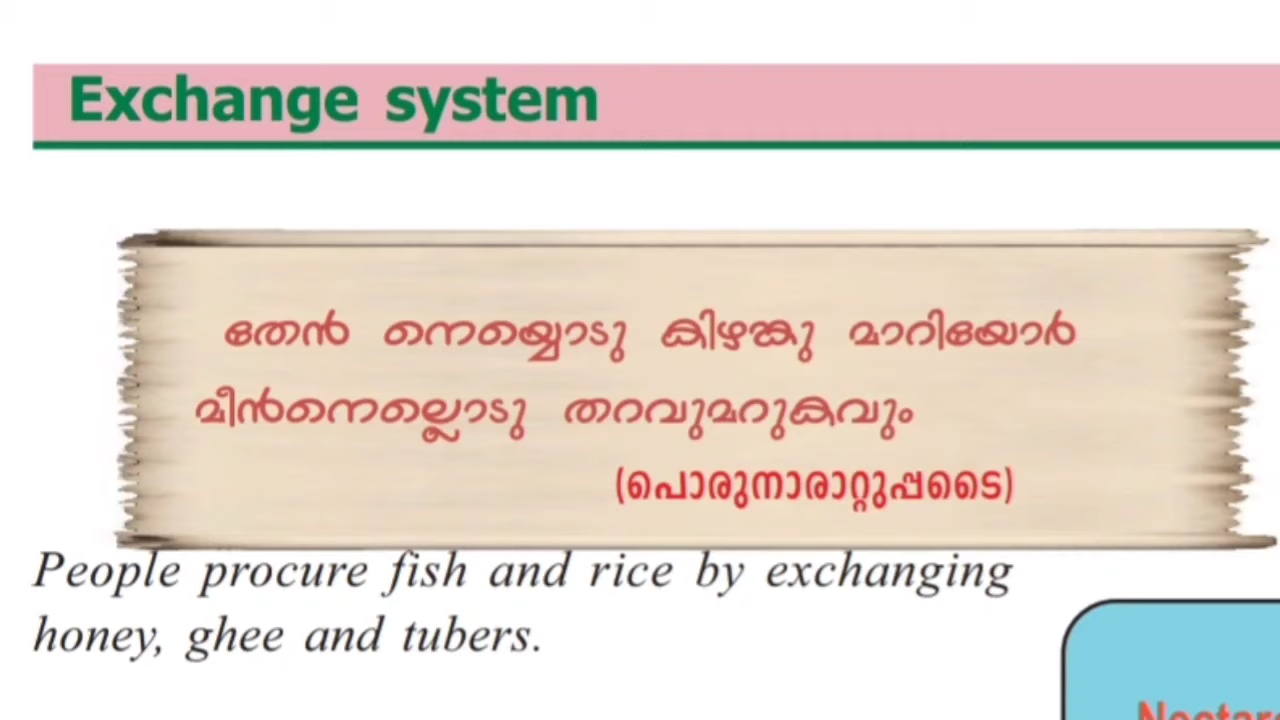 Exchange system
തേൻ നെയ്യൊടു കിഴങ്കു മാറിയോർ
മീൻനെല്ലൊടു തറവുമറുകവും
(പൊരുനാരാറ്റുപ്പടൈ)
People procure fish and rice by exchanging
honey, ghee and tubers.